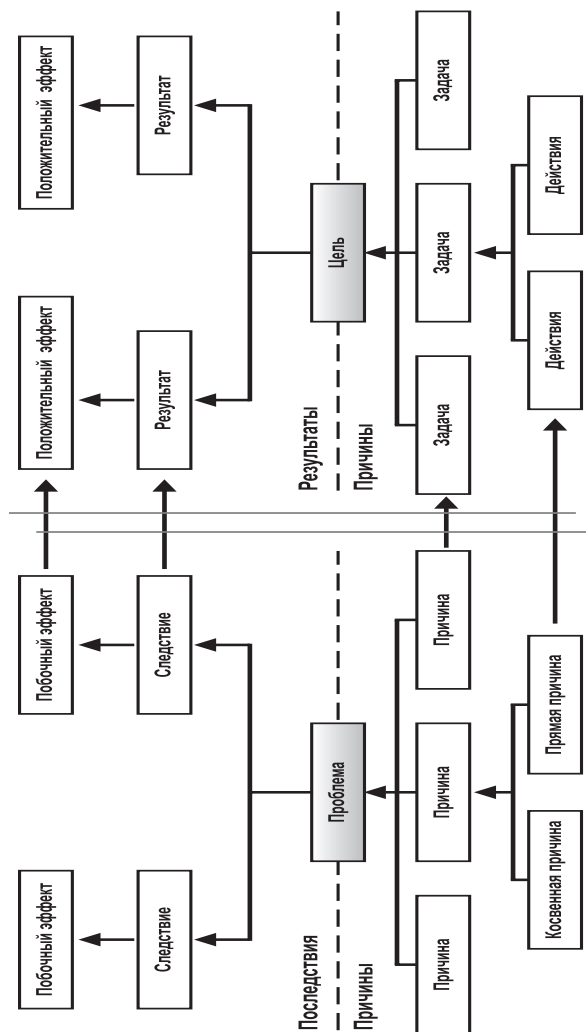 Побочный эффект
Побочный эффект
Положительный эффект
Положительный эффект
Следствие
Следствие
Результат
Результат
Последствия
Проблема
Результаты
Цель
Причины
Причины
Причина
Причина
Причина
Задача
Задача
Задача
Косвенная причина
Прямая причина
Действия
Действия